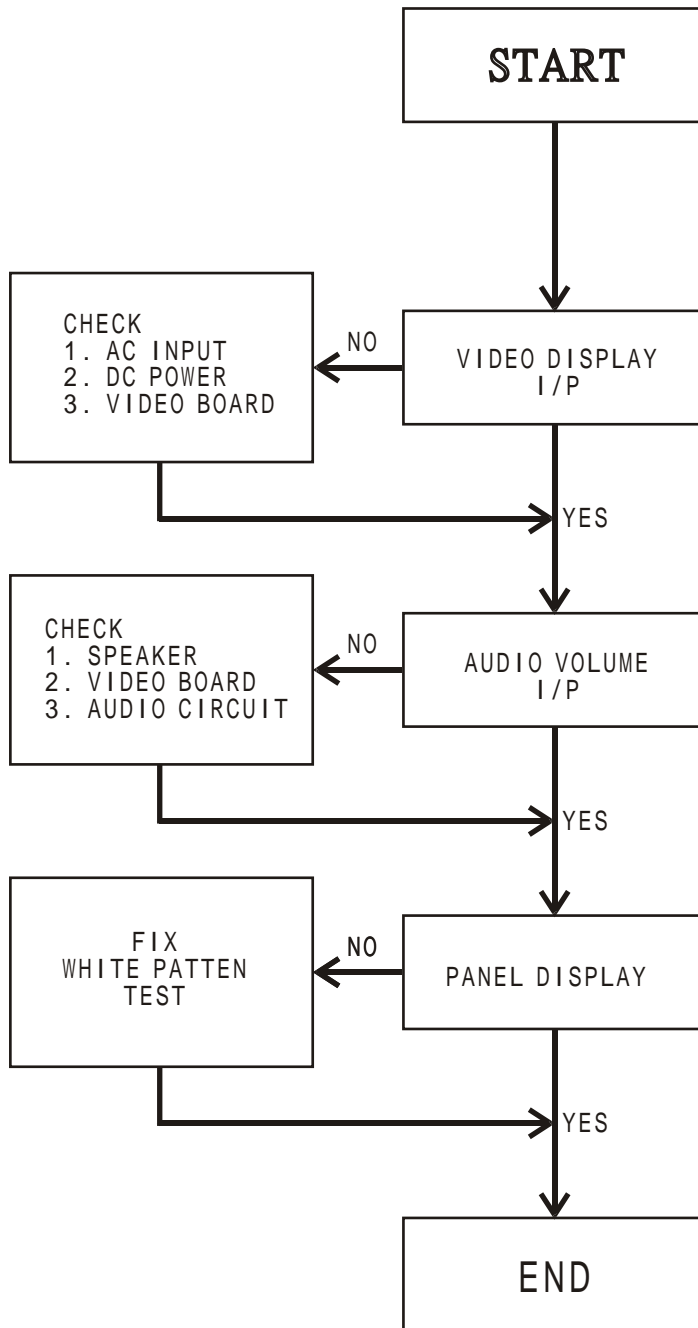 START
VIDEO DISPLAY
I/P
NO
CHECK
1. AC INPUT
2. DC POWER
3. VIDEO BOARD
YES
AUDIO VOLUME
I/P
NO
CHECK
1. SPEAKER
2. VIDEO BOARD
3. AUDIO CIRCUIT
YES
PANEL DISPLAY
NO
FIX
WHITE PATTEN
TEST
YES
END